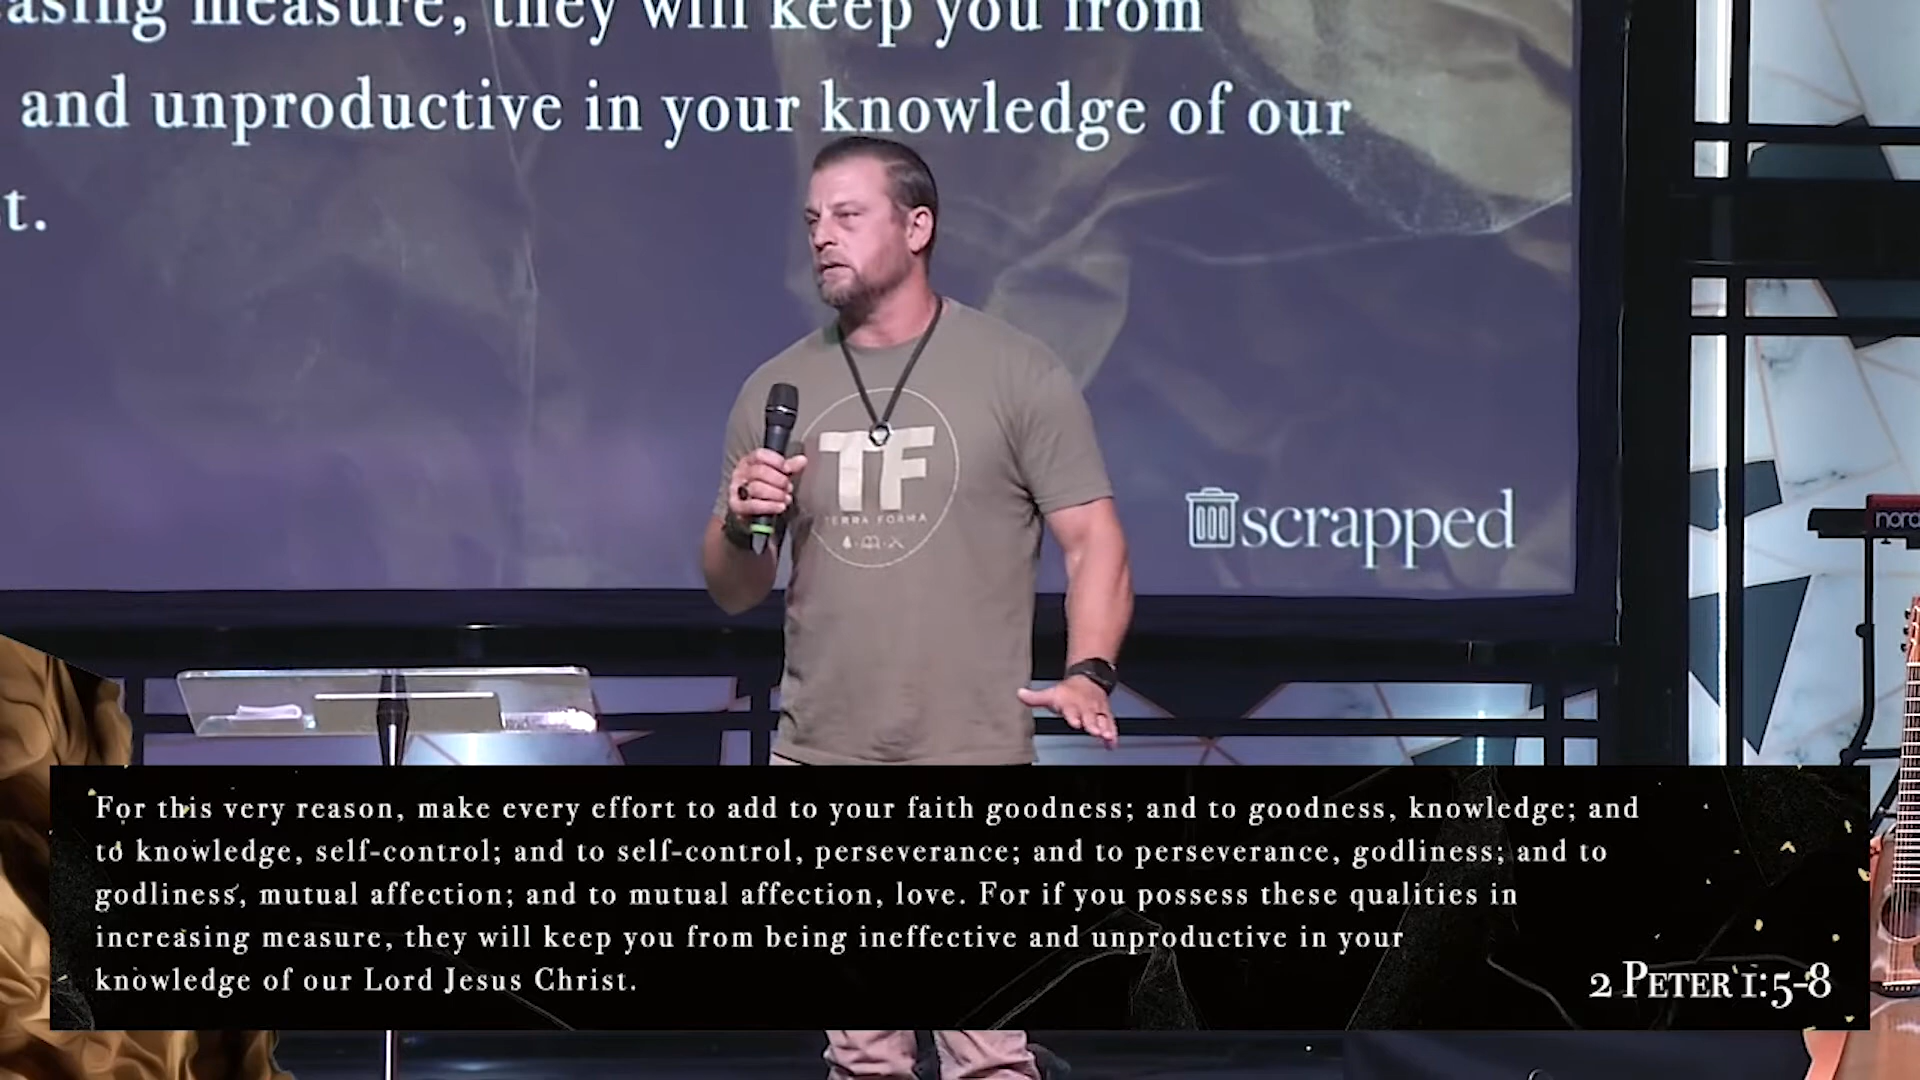 asing measure, they will keep you from
and unproductive in your knowledge of our
st.
TF
TERRA FORMA
scrapped
nord
For this very reason, make every effort to add to your faith goodness; and to goodness, knowledge; and
to knowledge, self-control; and to self-control, perseverance; and to perseverance, godliness; and to
godliness, mutual affection; and to mutual affection, love. For if you possess these qualities in
increasing measure, they will keep you from being ineffective and unproductive in your
knowledge of our Lord Jesus Christ.
2 Peter 1:5-8